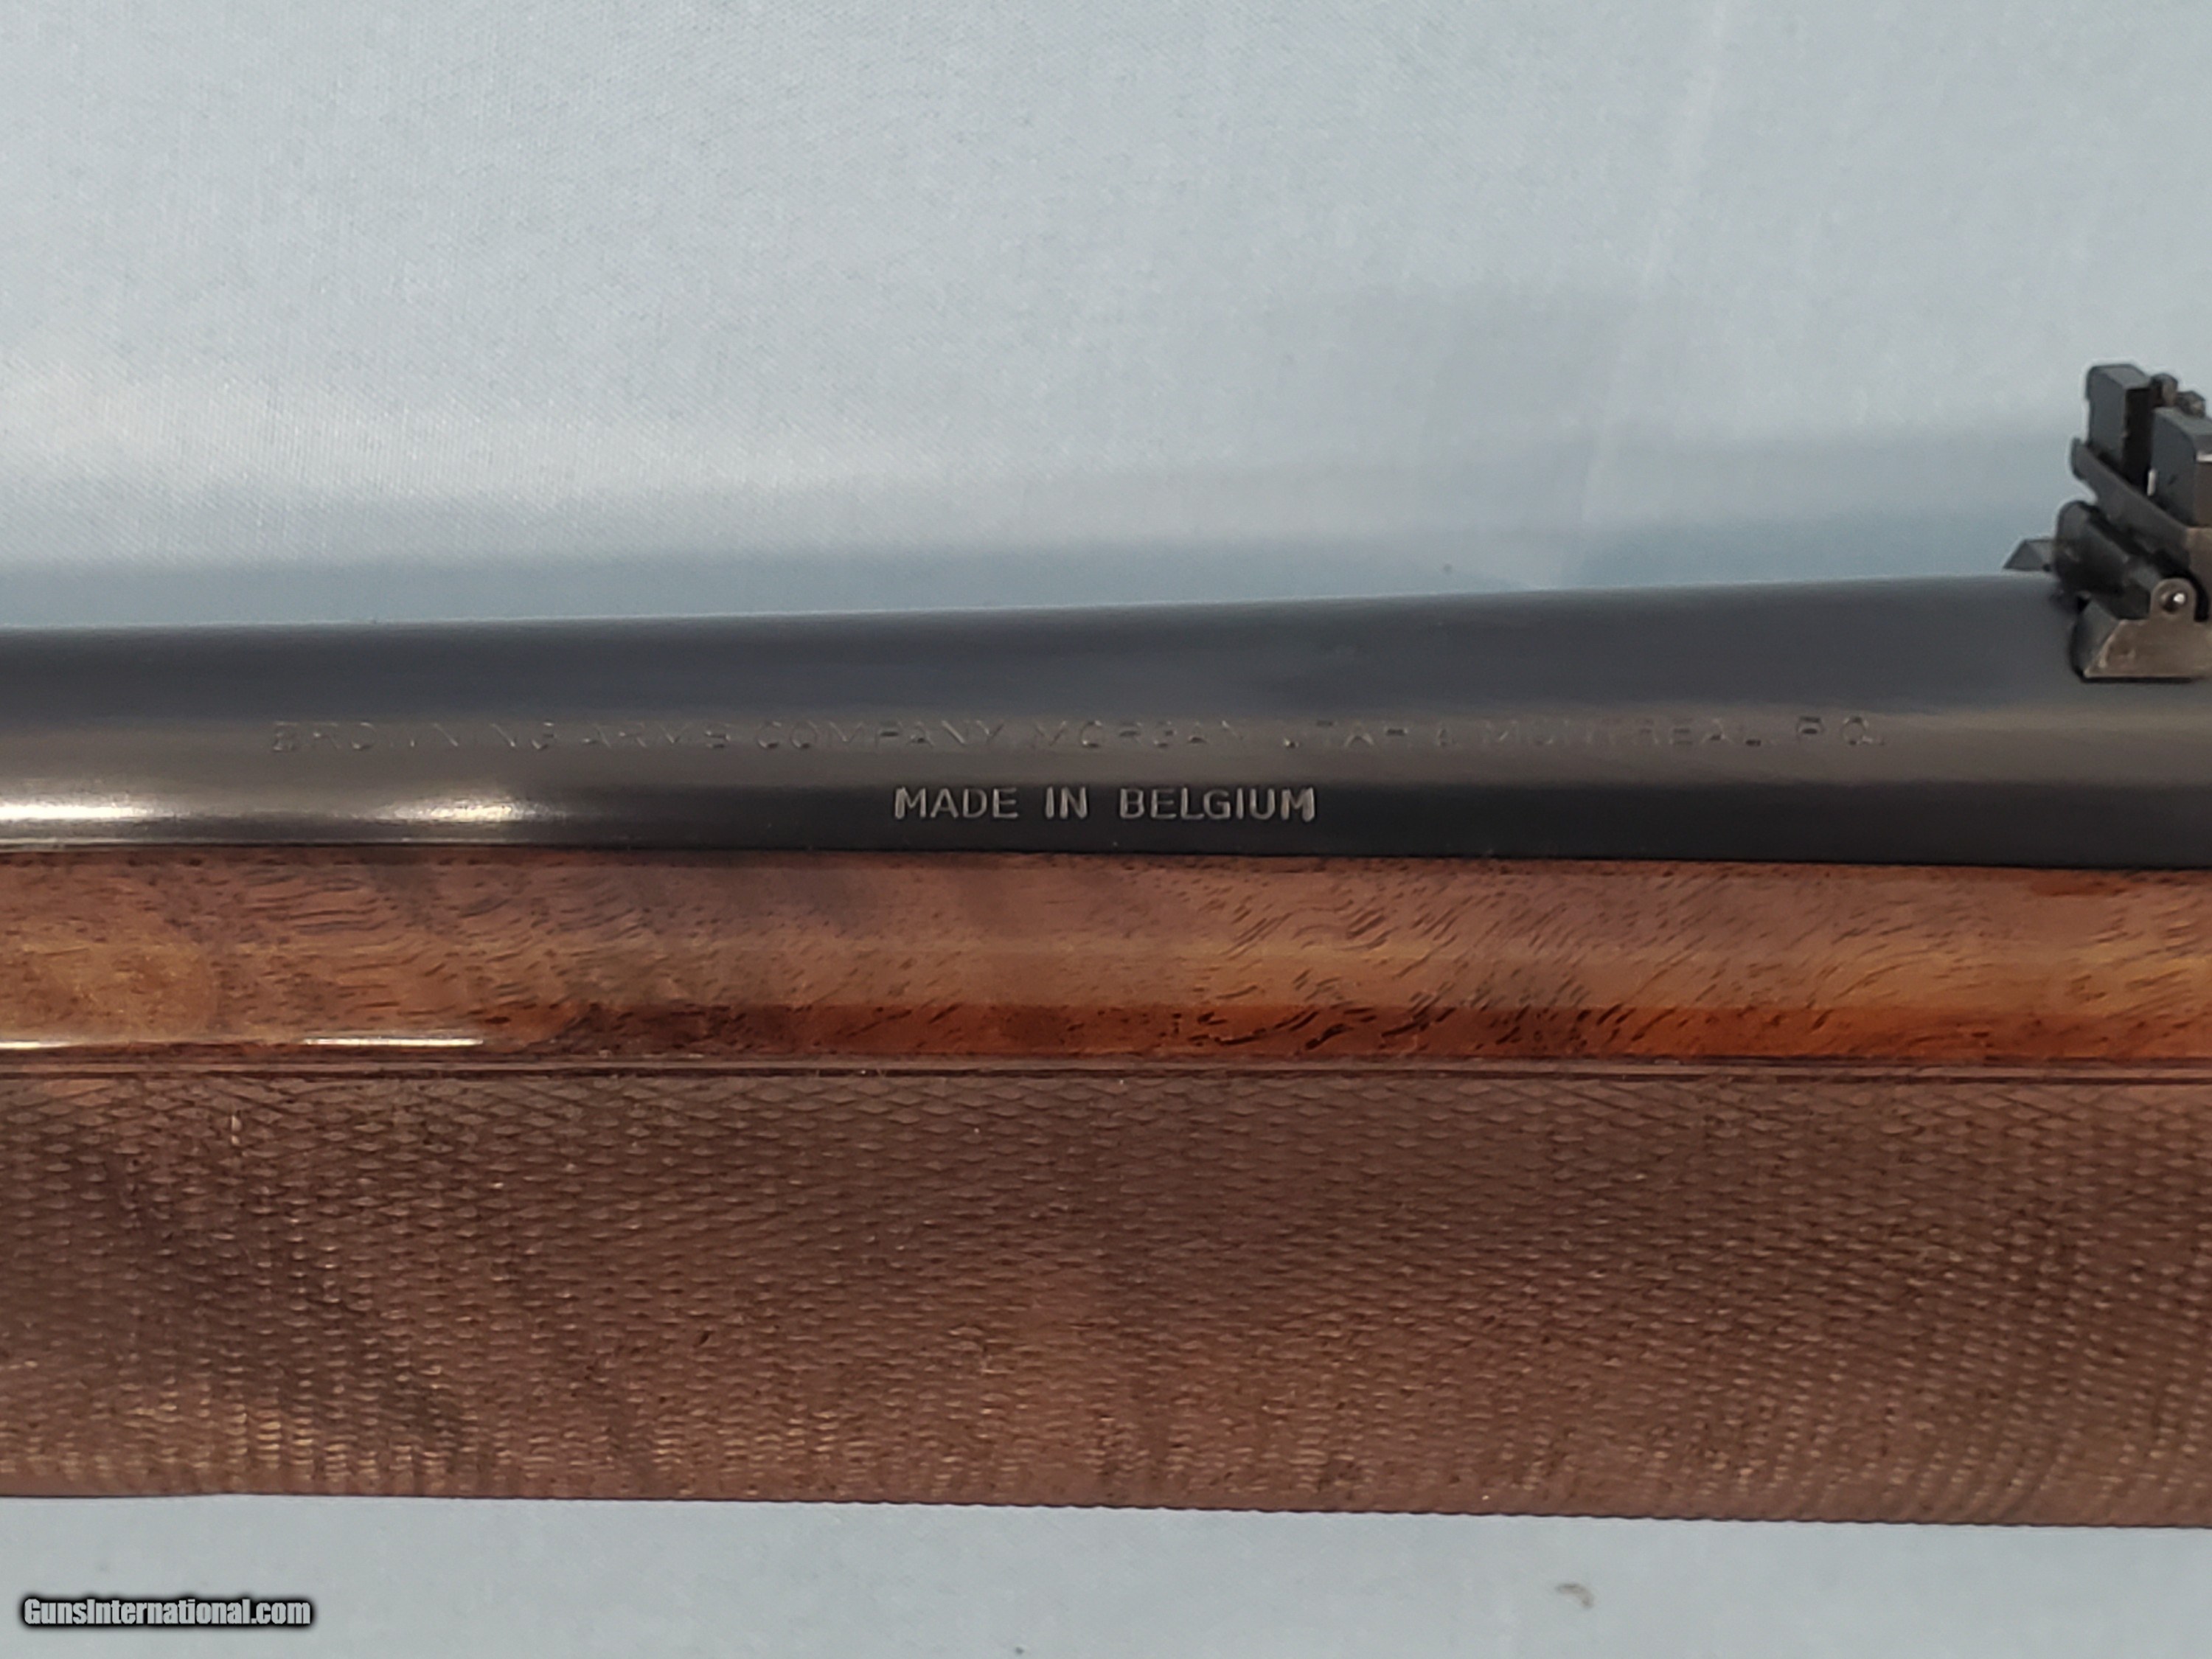 BROWNING ARMS COMPANY MORGAN, UTAH & MONTREAL P.Q.
MADE IN BELGIUM
GunsInternational.com